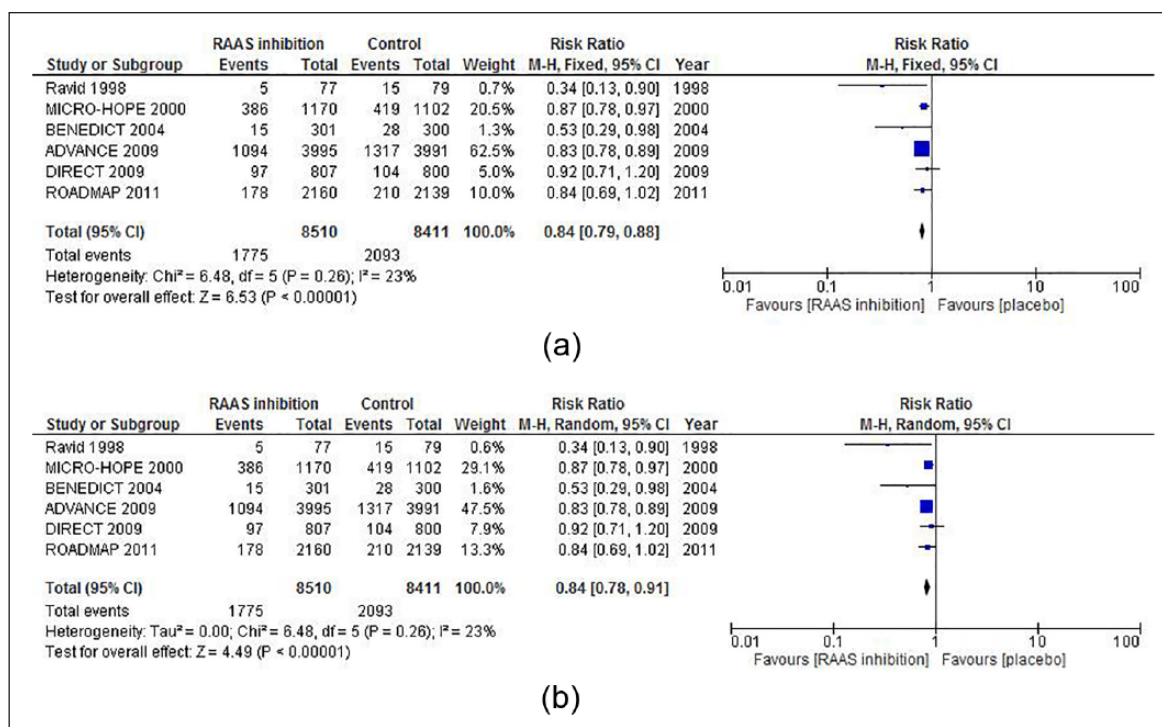 RAAS inhibition Control Risk Ratio Risk Ratio
Study or Subgroup Events Total Events Total Weight M-H, Fixed, 95% CI Year M-H, Fixed, 95% CI
Ravid 1998 5 77 15 79 0.7% 0.34 [0.13, 0.90] 1998
MICRO-HOPE 2000 386 1170 419 1102 20.5% 0.87 [0.78, 0.97] 2000
BENEDICT 2004 15 301 28 300 1.3% 0.53 [0.29, 0.98] 2004
ADVANCE 2009 1094 3995 1317 3991 62.5% 0.83 [0.78, 0.89] 2009
DIRECT 2009 97 807 104 800 5.0% 0.92 [0.71, 1.20] 2009
ROADMAP 2011 178 2160 210 2139 10.0% 0.84 [0.69, 1.02] 2011
Total (95% CI) 8510 8411 100.0% 0.84 [0.79, 0.88]
Total events 1775 2093
Heterogeneity: Chi² = 6.48, df = 5 (P = 0.26); I² = 23%
Test for overall effect: Z = 6.53 (P < 0.00001)
0.01 0.1 1 10 100
Favours [RAAS inhibition] Favours [placebo]
(a)
RAAS inhibition Control Risk Ratio Risk Ratio
Study or Subgroup Events Total Events Total Weight M-H, Random, 95% CI Year M-H, Random, 95% CI
Ravid 1998 5 77 15 79 0.6% 0.34 [0.13, 0.90] 1998
MICRO-HOPE 2000 386 1170 419 1102 29.1% 0.87 [0.78, 0.97] 2000
BENEDICT 2004 15 301 28 300 1.6% 0.53 [0.29, 0.98] 2004
ADVANCE 2009 1094 3995 1317 3991 47.5% 0.83 [0.78, 0.89] 2009
DIRECT 2009 97 807 104 800 7.9% 0.92 [0.71, 1.20] 2009
ROADMAP 2011 178 2160 210 2139 13.3% 0.84 [0.69, 1.02] 2011
Total (95% CI) 8510 8411 100.0% 0.84 [0.78, 0.91]
Total events 1775 2093
Heterogeneity: Tau² = 0.00; Chi² = 6.48, df = 5 (P = 0.26); I² = 23%
Test for overall effect: Z = 4.49 (P < 0.00001)
0.01 0.1 1 10 100
Favours [RAAS inhibition] Favours [placebo]
(b)